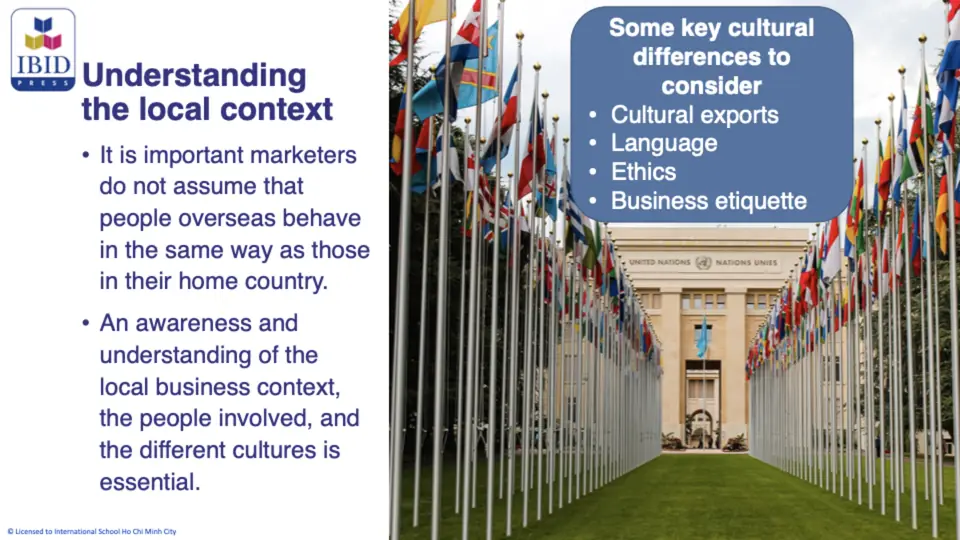 IBID
PRESS
Understanding
the local context
• It is important marketers
do not assume that
people overseas behave
in the same way as those
in their home country.
• An awareness and
understanding of the
local business context,
the people involved, and
the different cultures is
essential.
Some key cultural
differences to
consider
• Cultural exports
• Language
• Ethics
• Business etiquette
UNITED NATIONS NATIONS UNIES
© Licensed to International School Ho Chi Minh City